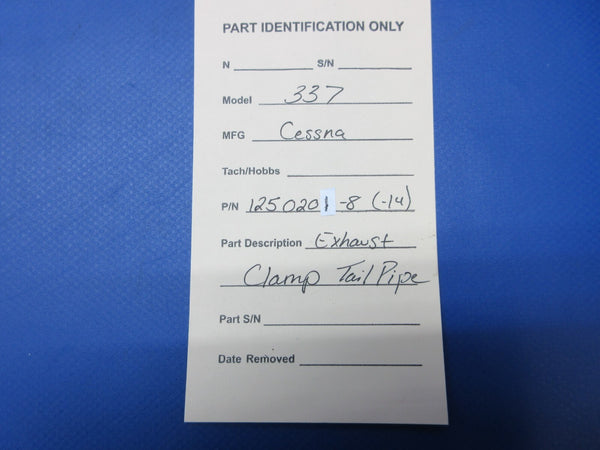 PART IDENTIFICATION ONLY
N S/N
Model 337
MFG Cessna
Tach/Hobbs
P/N 1250201-8 (-14)
Part Description Exhaust
Clamp Tail Pipe
Part S/N
Date Removed